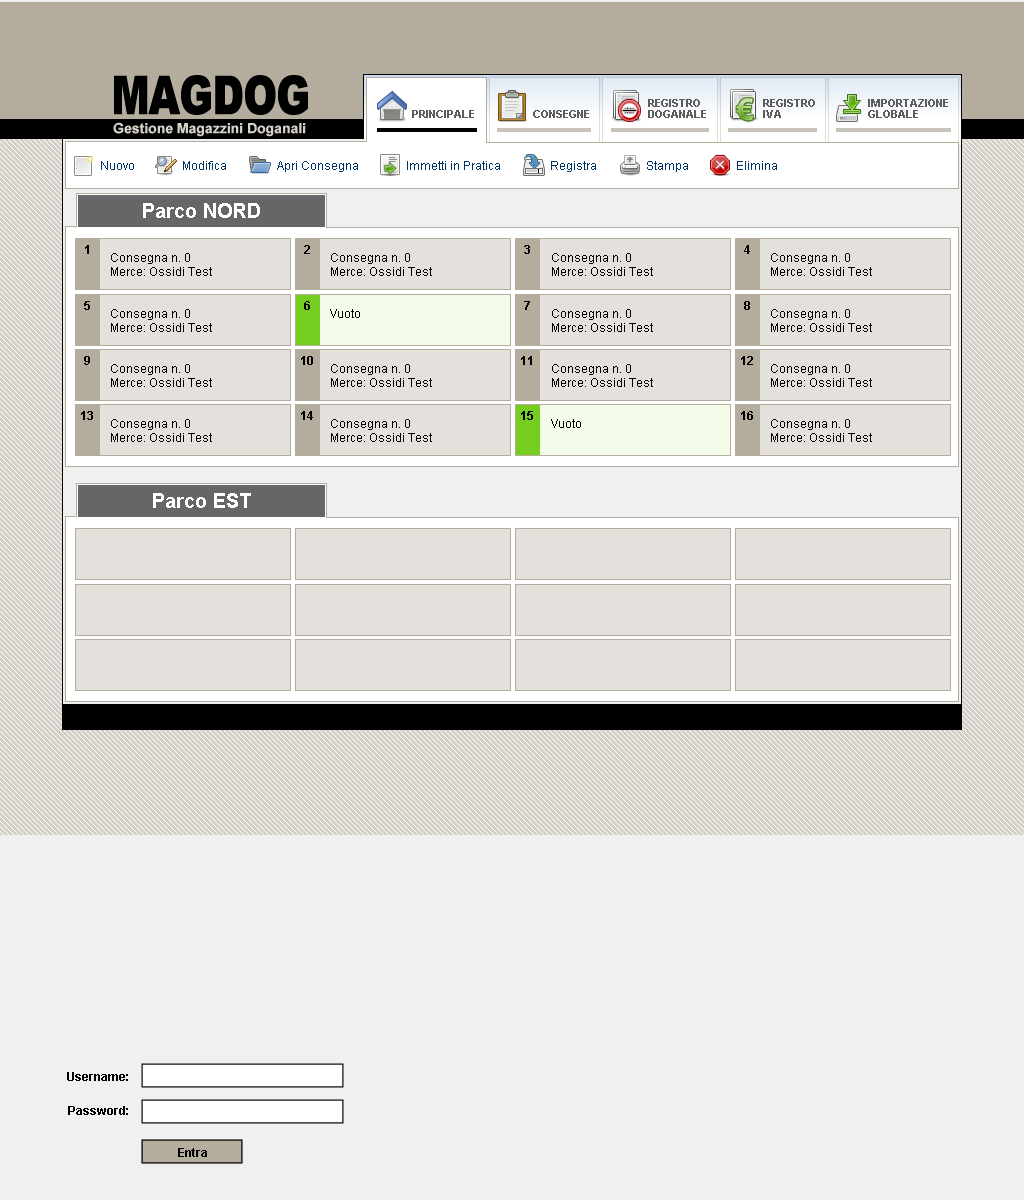 MAGDOG
Gestione Magazzini Doganali
PRINCIPALE
CONSEGNE
REGISTRO
DOGANALE
REGISTRO
IVA
IMPORTAZIONE
GLOBALE
Nuovo
Modifica
Apri Consegna
Immetti in Pratica
Registra
Stampa
Elimina
Parco NORD
1
Consegna n. 0
Merce: Ossidi Test
2
Consegna n. 0
Merce: Ossidi Test
3
Consegna n. 0
Merce: Ossidi Test
4
Consegna n. 0
Merce: Ossidi Test
5
Consegna n. 0
Merce: Ossidi Test
6
Vuoto
7
Consegna n. 0
Merce: Ossidi Test
8
Consegna n. 0
Merce: Ossidi Test
9
Consegna n. 0
Merce: Ossidi Test
10
Consegna n. 0
Merce: Ossidi Test
11
Consegna n. 0
Merce: Ossidi Test
12
Consegna n. 0
Merce: Ossidi Test
13
Consegna n. 0
Merce: Ossidi Test
14
Consegna n. 0
Merce: Ossidi Test
15
Vuoto
16
Consegna n. 0
Merce: Ossidi Test
Parco EST
Username:
Password:
Entra